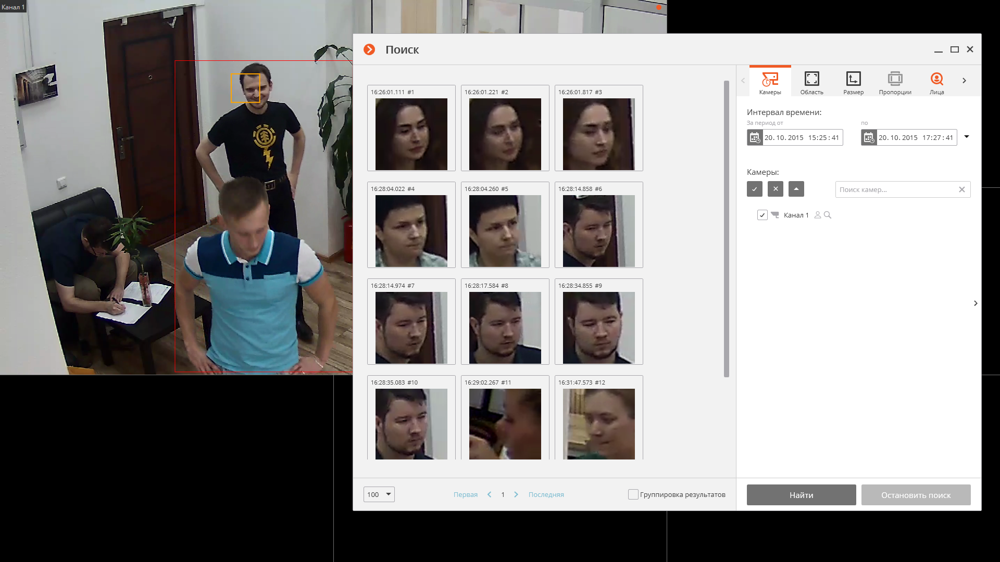 Канал 1
Поиск
16:26:01.111 #1
16:26:01.221 #2
16:26:01.817 #3
16:28:04.022 #4
16:28:04.260 #5
16:28:14.858 #6
16:28:14.974 #7
16:28:17.584 #8
16:28:34.855 #9
16:28:35.083 #10
16:29:02.267 #11
16:31:47.573 #12
100
Первая
1
Последняя
Группировка результатов
Камеры
Область
Размер
Пропорции
Лица
Интервал времени:
За период от
по
20.10.2015 15:25:41
20.10.2015 17:27:41
Камеры:
Поиск камер...
Канал 1
Найти
Остановить поиск